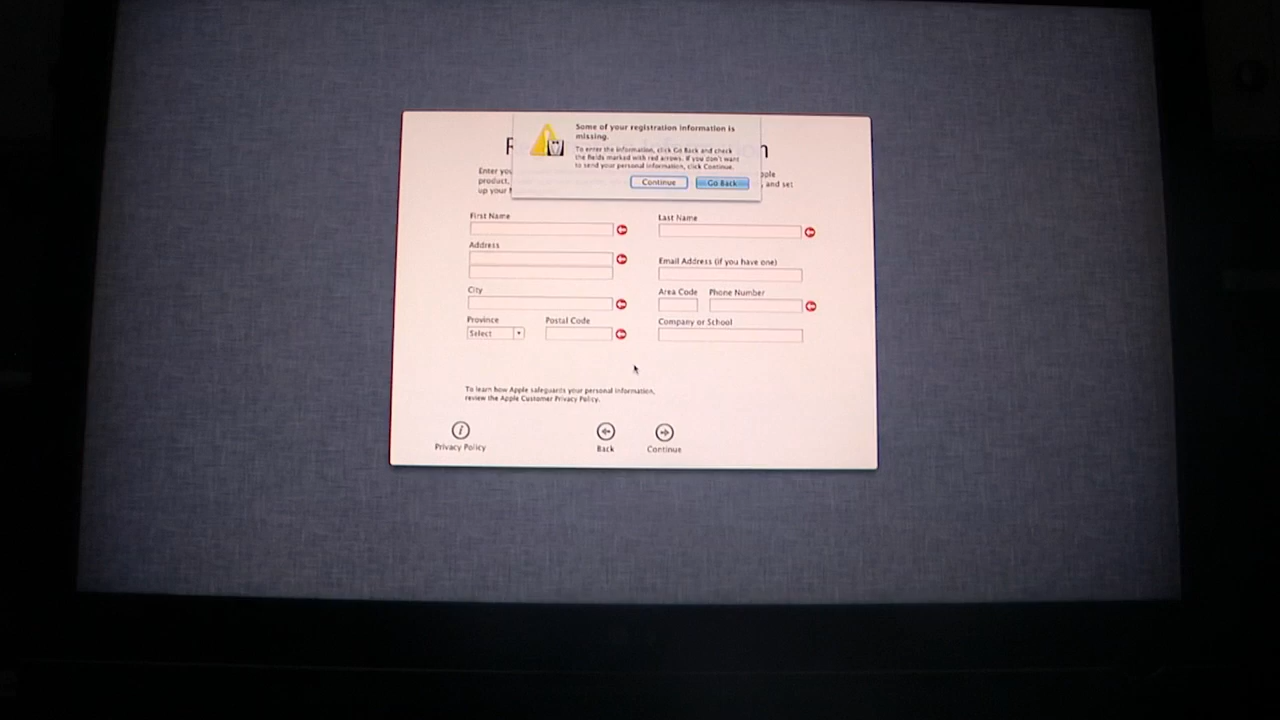 Some of your registration information is
missing.
To enter the information, click Go Back and check
the fields marked with red arrows. If you don't want
to send your personal information, click Continue.
Continue
Go Back
Enter you
product,
, and set
up your
First Name
Last Name
Address
Email Address (if you have one)
City
Area Code
Phone Number
Province
Postal Code
Company or School
Select
To learn how Apple safeguards your personal information,
review the Apple Customer Privacy Policy.
Privacy Policy
Back
Continue